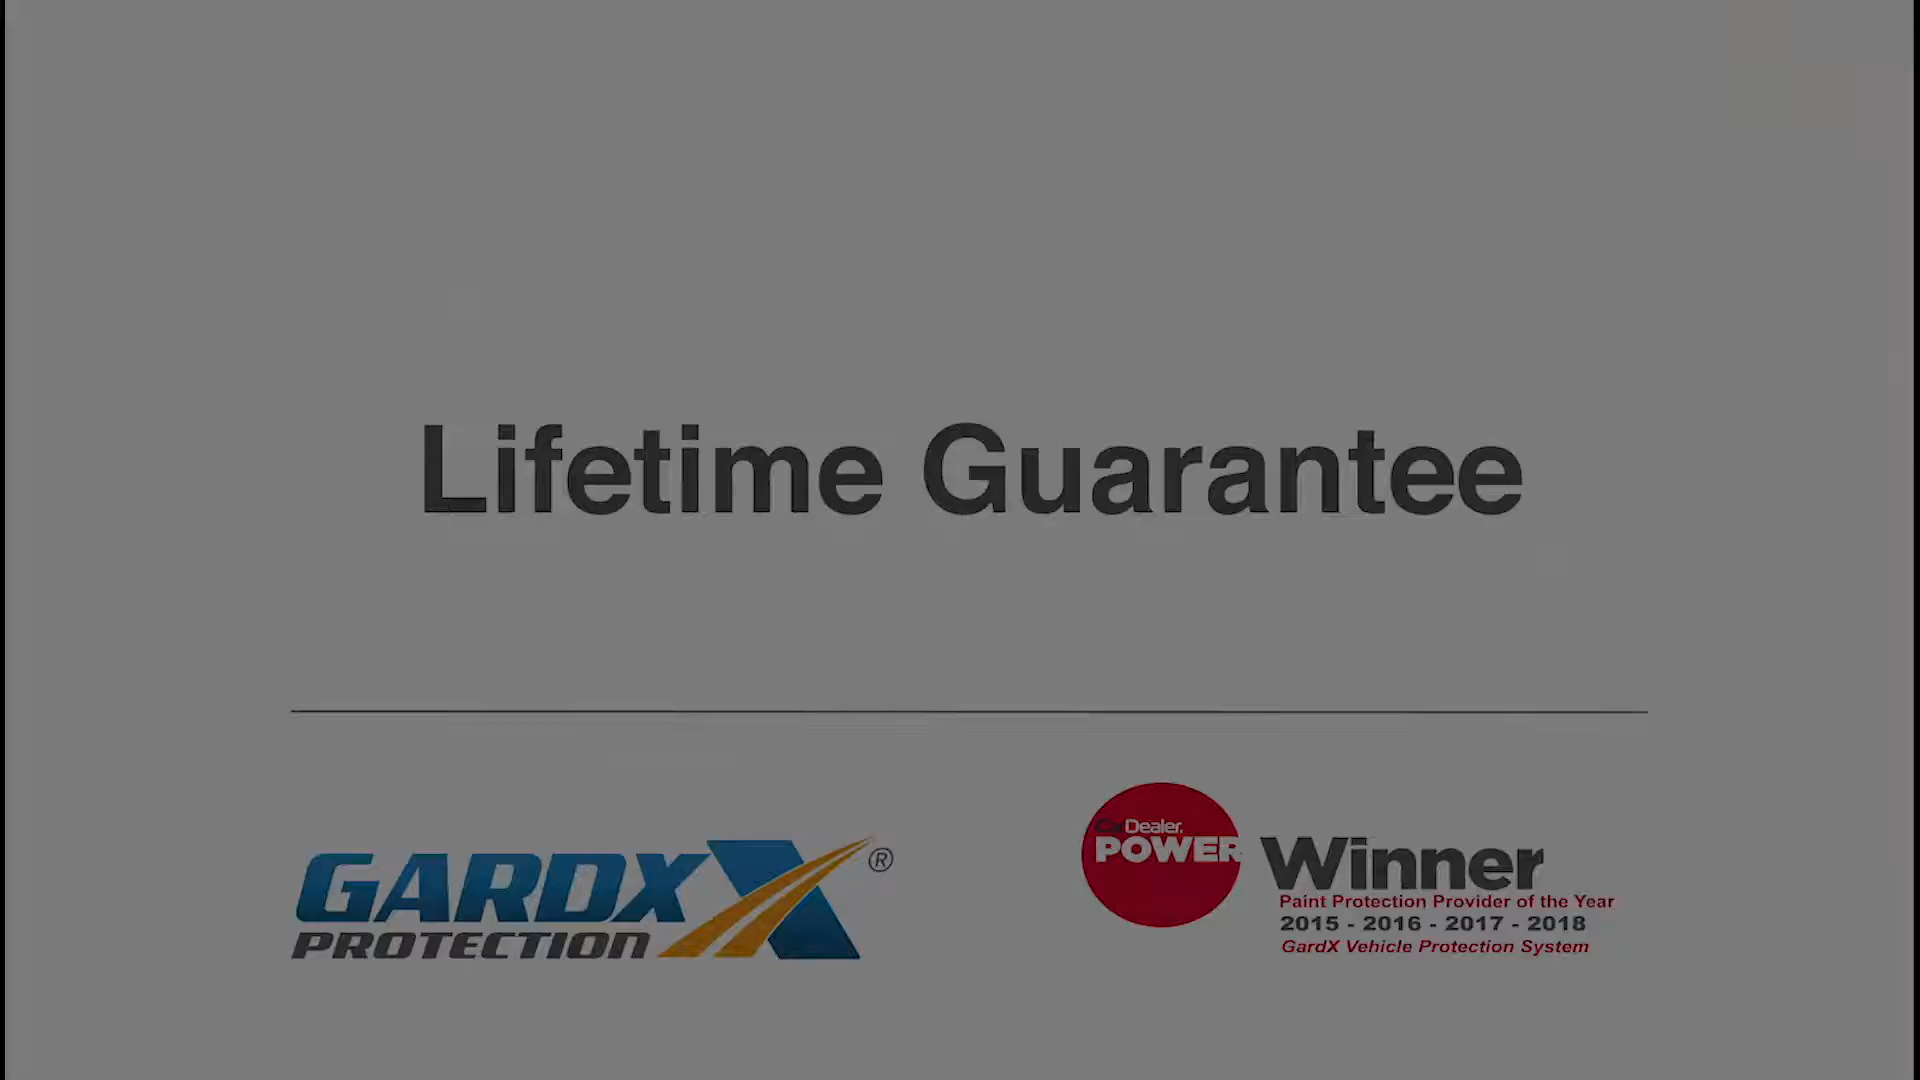 Lifetime Guarantee
GARDX®
PROTECTION
Car Dealer.
POWER
Winner
Paint Protection Provider of the Year
2015 - 2016 - 2017 - 2018
GardX Vehicle Protection System